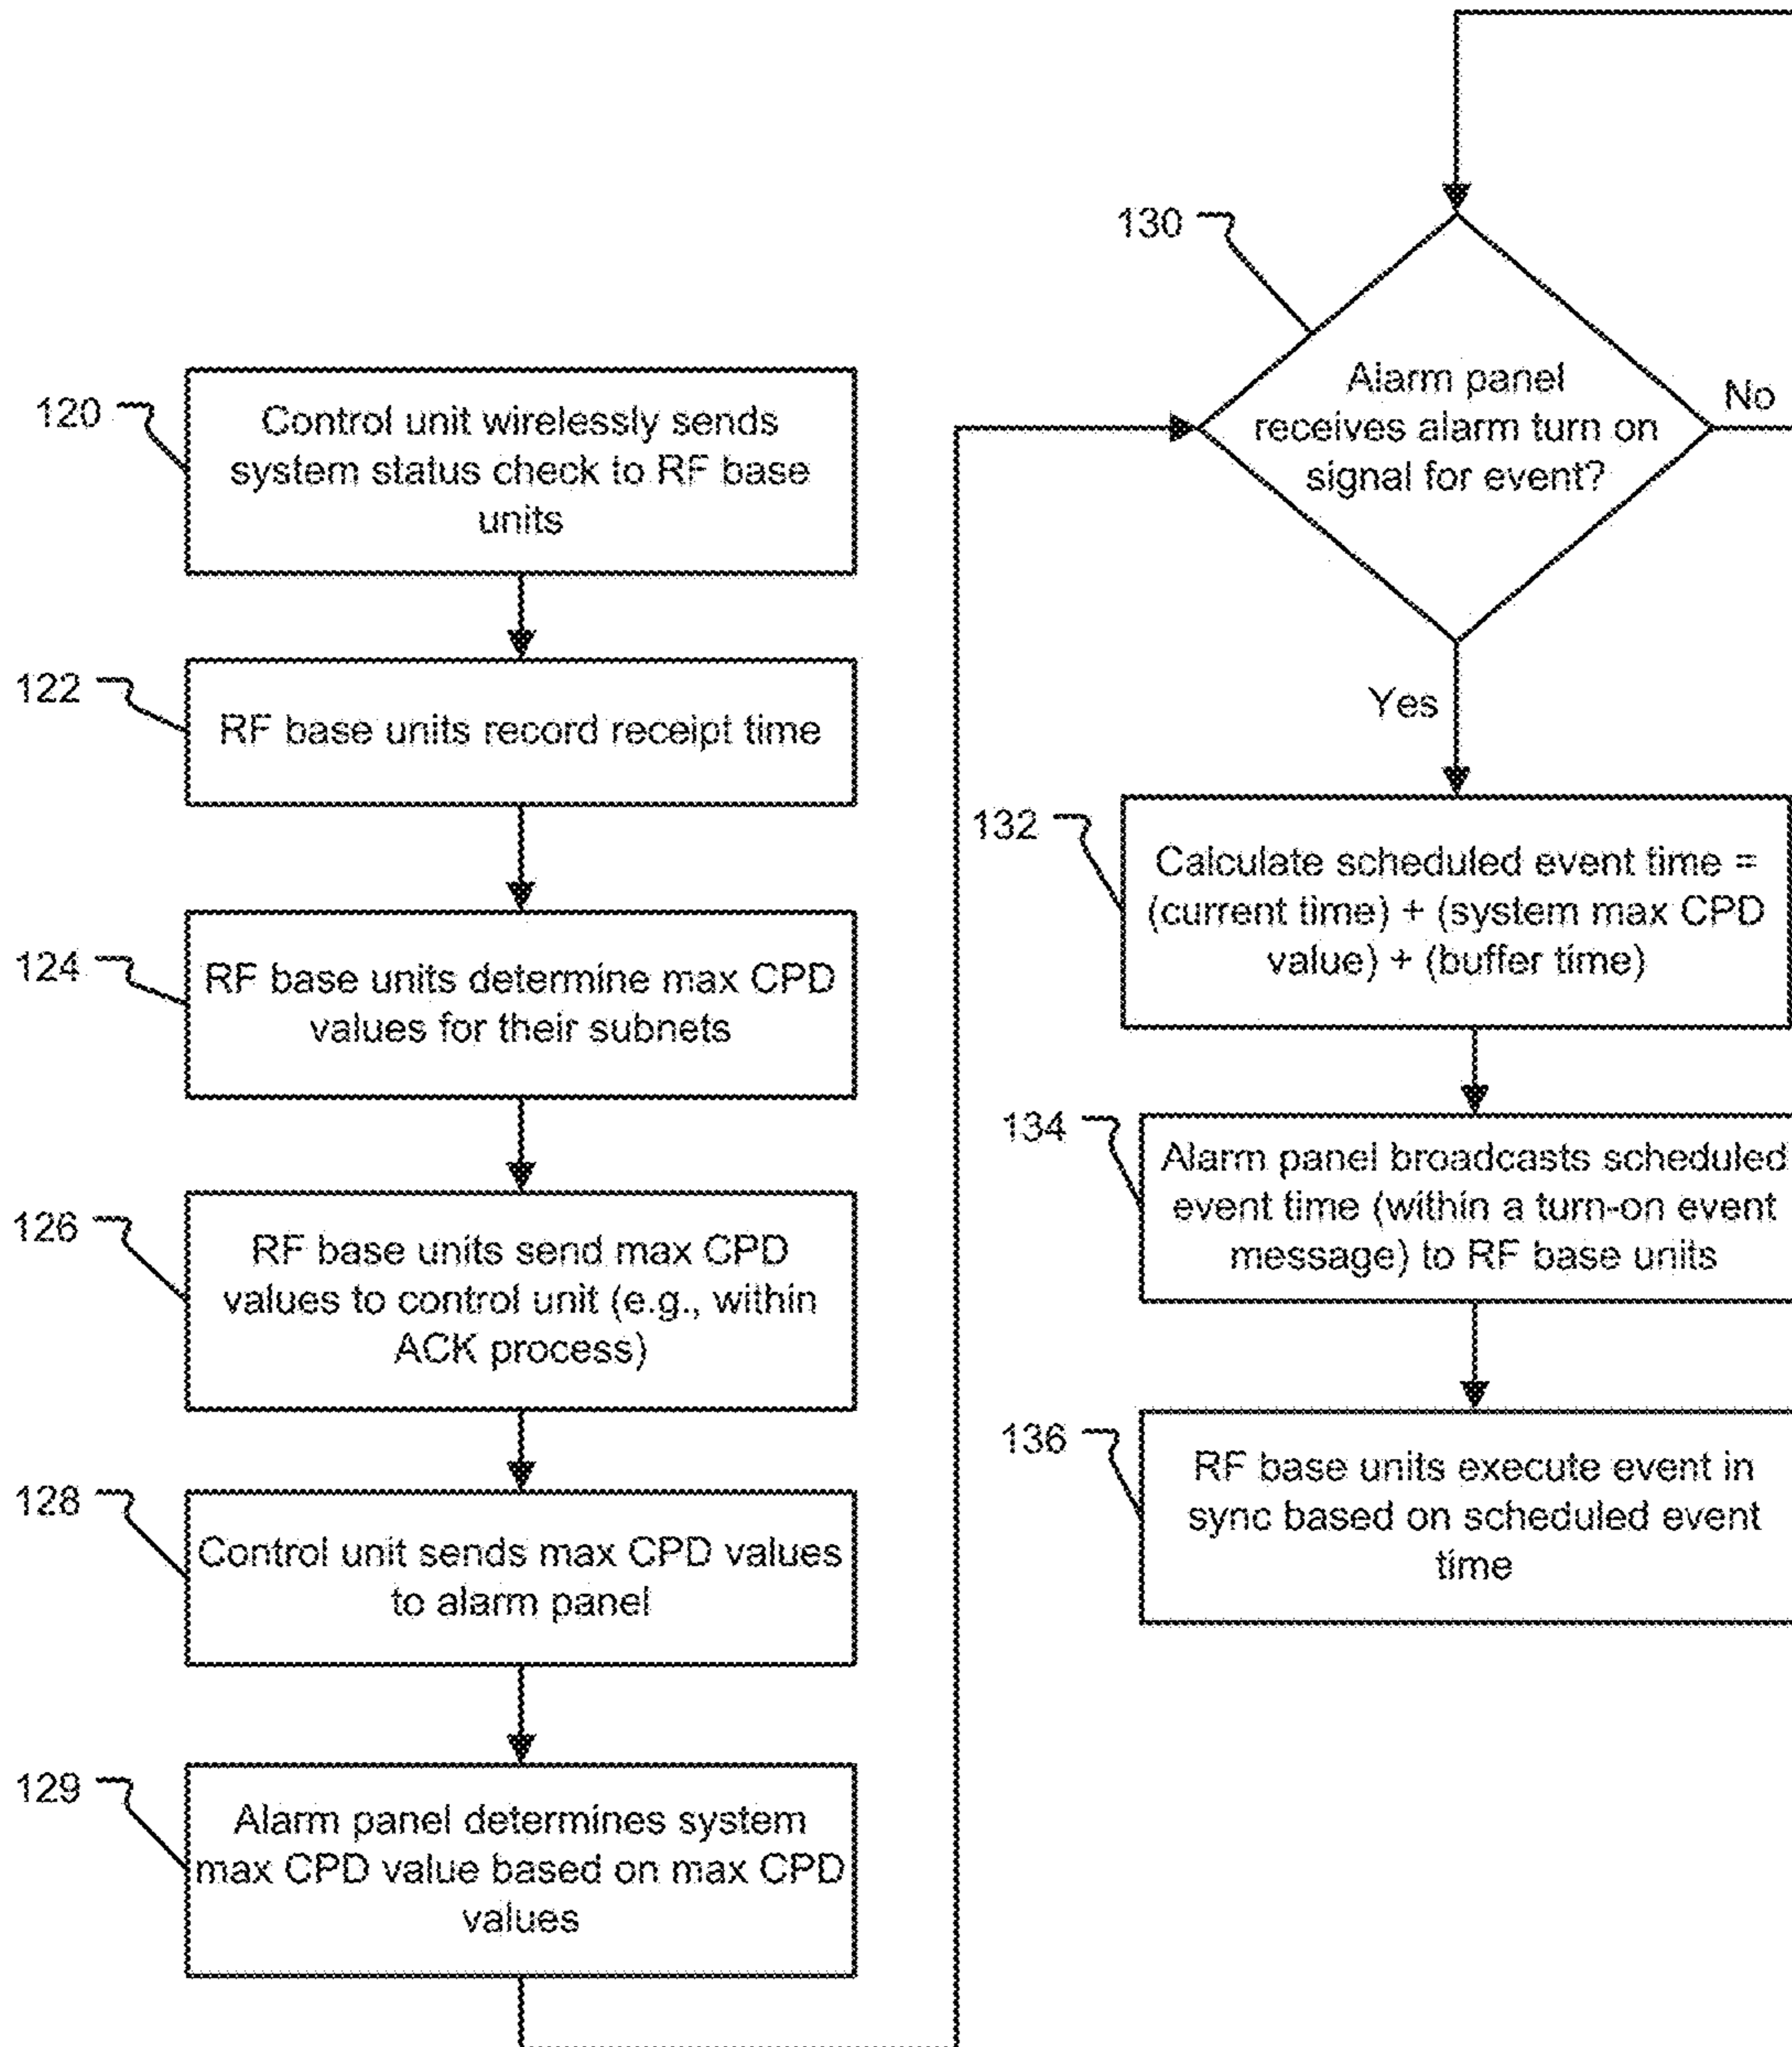 120
Control unit wirelessly sends
system status check to RF base
units
122
RF base units record receipt time
124
RF base units determine max CPD
values for their subnets
126
RF base units send max CPD
values to control unit (e.g., within
ACK process)
128
Control unit sends max CPD values
to alarm panel
129
Alarm panel determines system
max CPD value based on max CPD
values
130
Alarm panel
receives alarm turn on
signal for event?
No
Yes
132
Calculate scheduled event time =
(current time) + (system max CPD
value) + (buffer time)
134
Alarm panel broadcasts scheduled
event time (within a turn-on event
message) to RF base units
136
RF base units execute event in
sync based on scheduled event
time